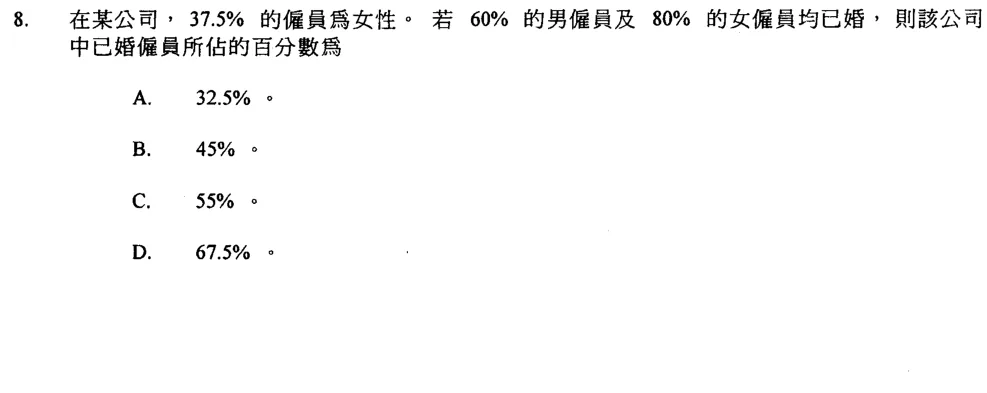 8. 在某公司， 37.5% 的僱員爲女性。 若 60% 的男僱員及 80% 的女僱員均已婚， 則該公司
中已婚僱員所佔的百分數爲
A. 32.5% 。
B. 45% 。
C. 55% 。
D. 67.5% 。